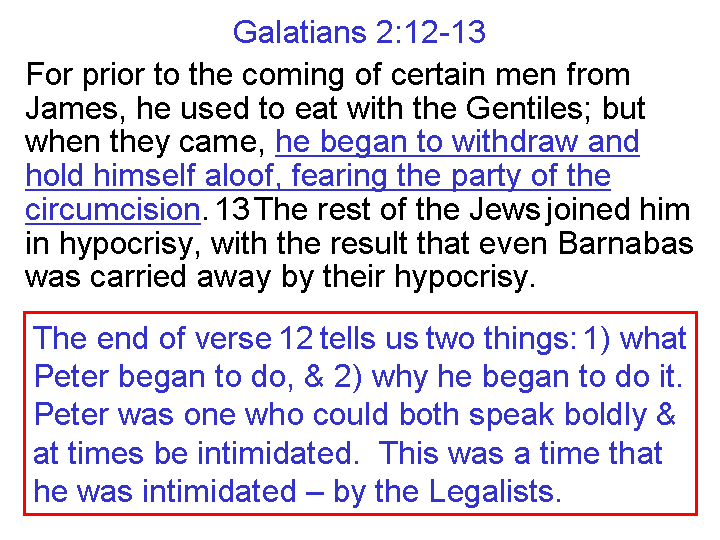 Galatians 2:12-13
For prior to the coming of certain men from
James, he used to eat with the Gentiles; but
when they came, he began to withdraw and
hold himself aloof, fearing the party of the
circumcision. 13 The rest of the Jews joined him
in hypocrisy, with the result that even Barnabas
was carried away by their hypocrisy.
The end of verse 12 tells us two things: 1) what
Peter began to do, & 2) why he began to do it.
Peter was one who could both speak boldly &
at times be intimidated.  This was a time that
he was intimidated – by the Legalists.